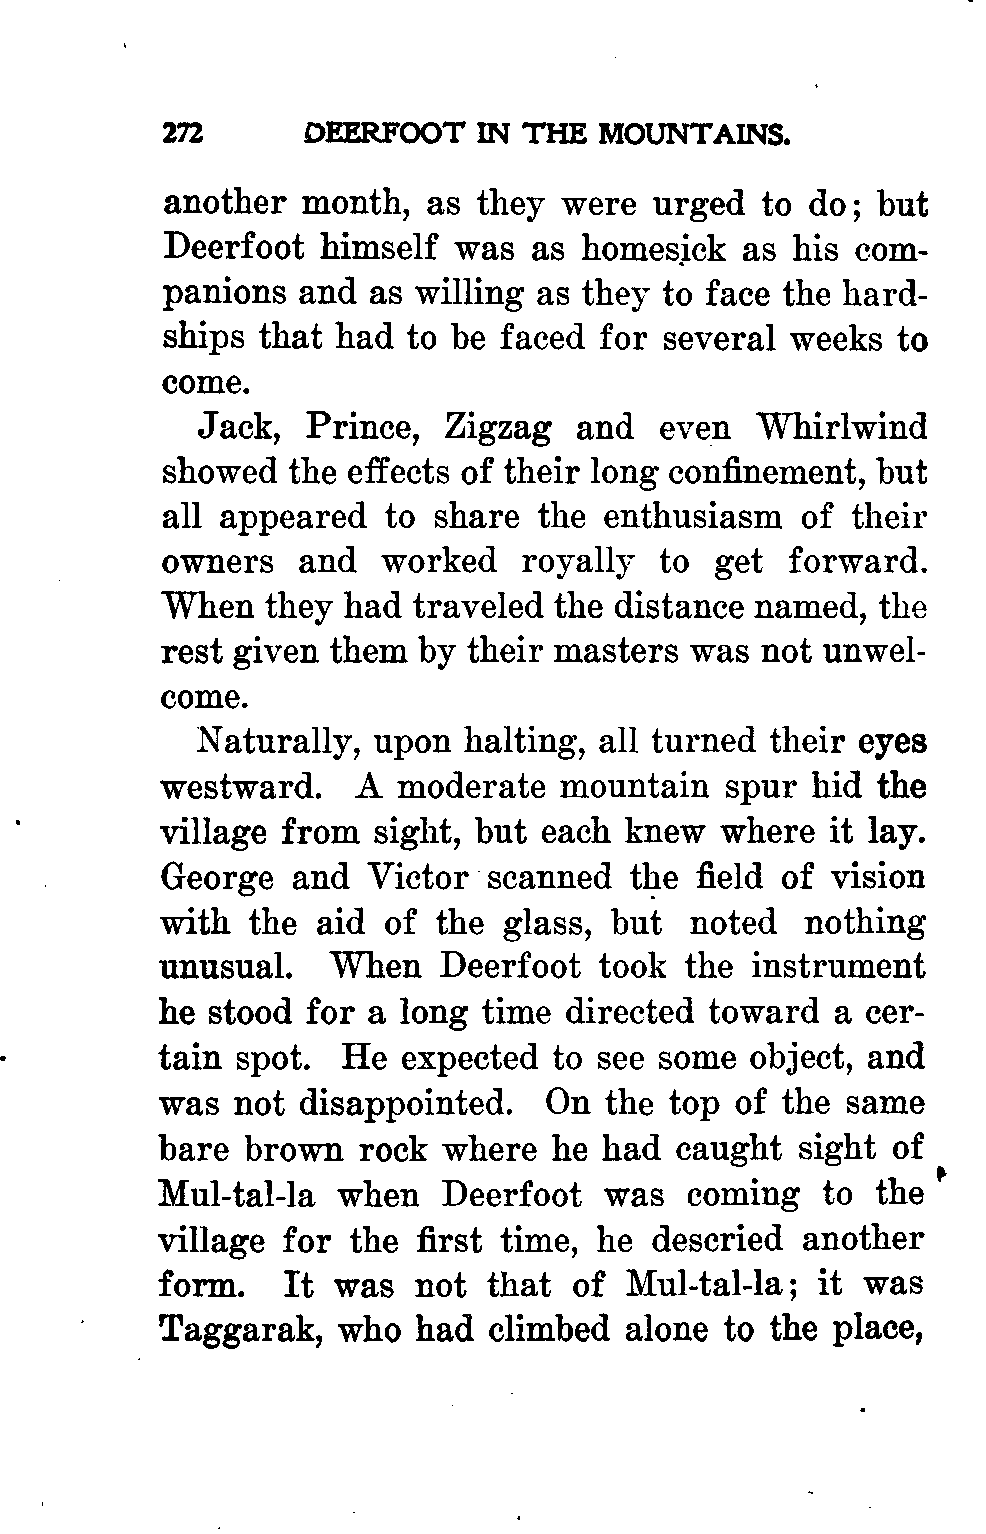 272 DEERFOOT IN THE MOUNTAINS.
another month, as they were urged to do; but
Deerfoot himself was as homesick as his com-
panions and as willing as they to face the hard-
ships that had to be faced for several weeks to
come.
Jack, Prince, Zigzag and even Whirlwind
showed the effects of their long confinement, but
all appeared to share the enthusiasm of their
owners and worked royally to get forward.
When they had traveled the distance named, the
rest given them by their masters was not unwel-
come.
Naturally, upon halting, all turned their eyes
westward. A moderate mountain spur hid the
village from sight, but each knew where it lay.
George and Victor scanned the field of vision
with the aid of the glass, but noted nothing
unusual. When Deerfoot took the instrument
he stood for a long time directed toward a cer-
tain spot. He expected to see some object, and
was not disappointed. On the top of the same
bare brown rock where he had caught sight of
Mul-tal-la when Deerfoot was coming to the
village for the first time, he descried another
form. It was not that of Mul-tal-la; it was
Taggarak, who had climbed alone to the place,